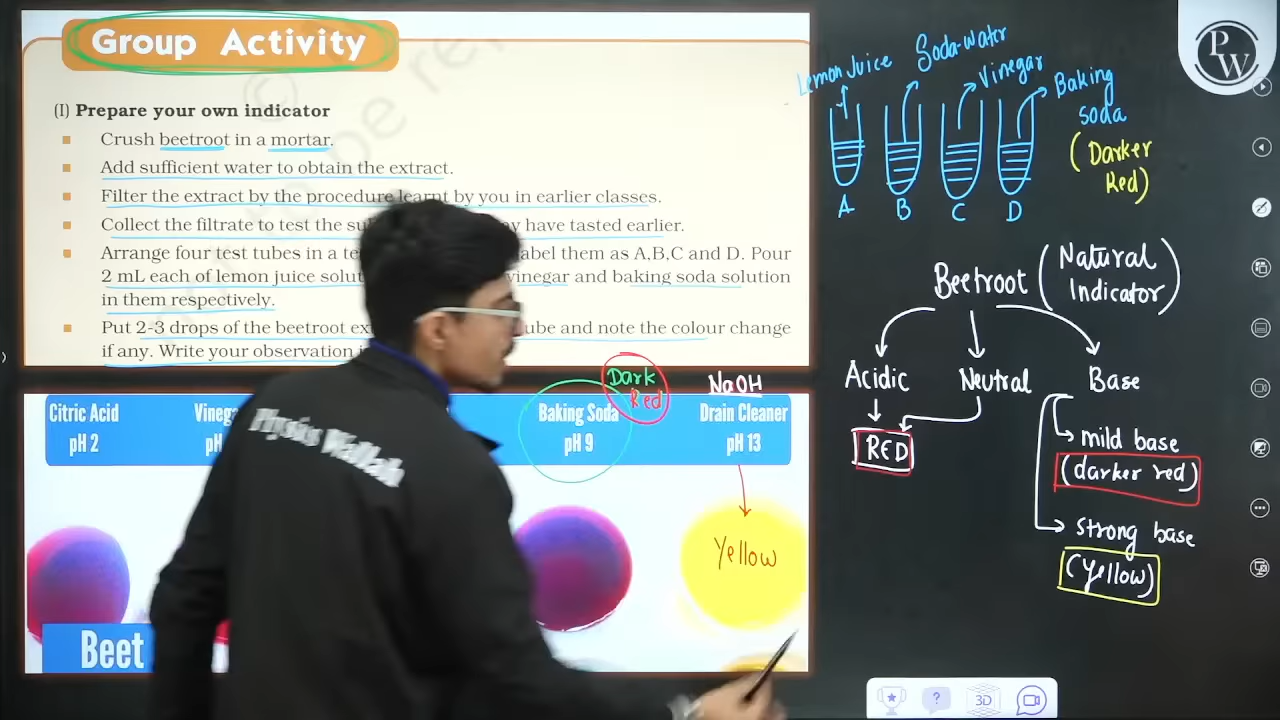 Group Activity
(I) Prepare your own indicator
Crush beetroot in a mortar.
Add sufficient water to obtain the extract.
Filter the extract by the procedure learnt by you in earlier classes.
Collect the filtrate to test the have tasted earlier.
Arrange four test tubes in a them as A,B,C and D. Pour
2 mL each of lemon juice vinegar and baking soda solution
in them respectively.
Put 2-3 drops of the beetroot and note the colour change
if any. Write your observation
Citric Acid
pH 2
pH
Baking Soda
pH 9
Dark
Red
NaOH
Drain Cleaner
pH 13
Yellow
Beet
Physics Wallah
Lemon Juice
Soda-water
Vinegar
Baking
soda
(Darker
Red)
A B C D
Beetroot (Natural
Indicator)
Acidic Neutral Base
RED
mild base
(darker red)
strong base
(Yellow)
PW
?
3D